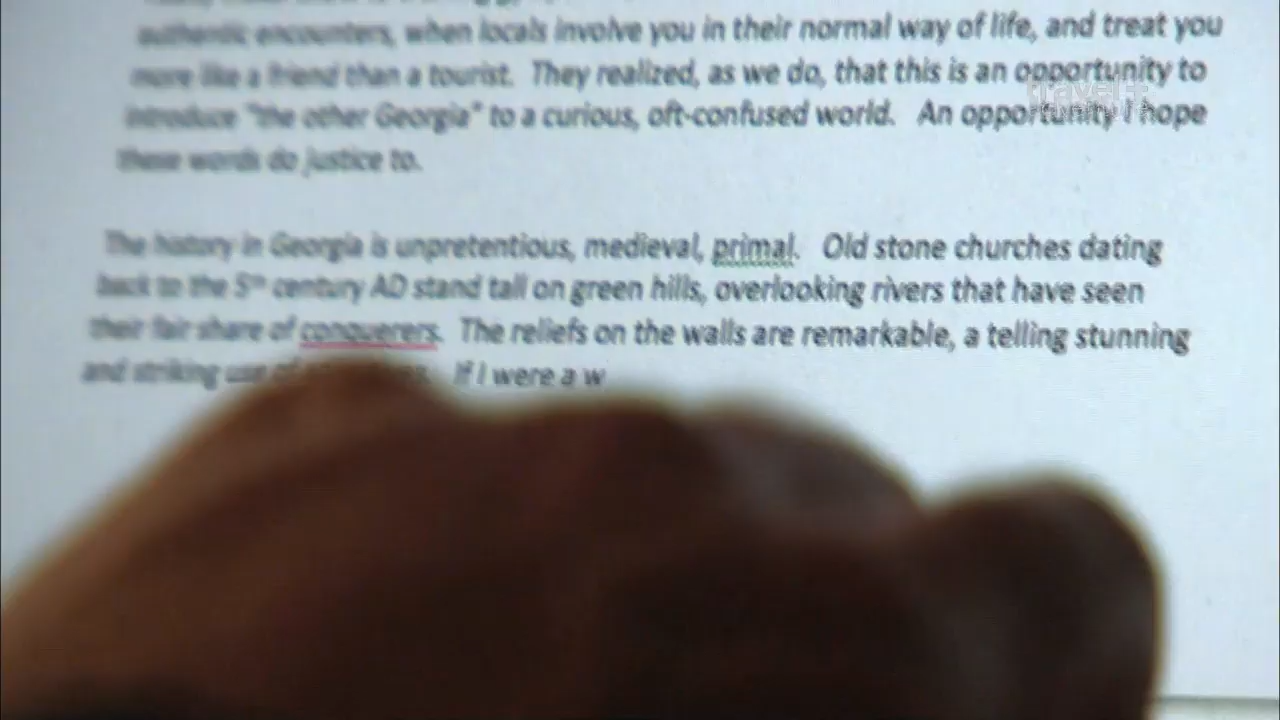 authentic encounters, when locals involve you in their normal way of life, and treat you
more like a friend than a tourist. They realized, as we do, that this is an opportunity to
introduce "the other Georgia" to a curious, oft-confused world. An opportunity I hope
these words do justice to.
The history in Georgia is unpretentious, medieval, primal. Old stone churches dating
back to the 5th century AD stand tall on green hills, overlooking rivers that have seen
their fair share of conquerers. The reliefs on the walls are remarkable, a telling stunning
and striking use of If I were a w